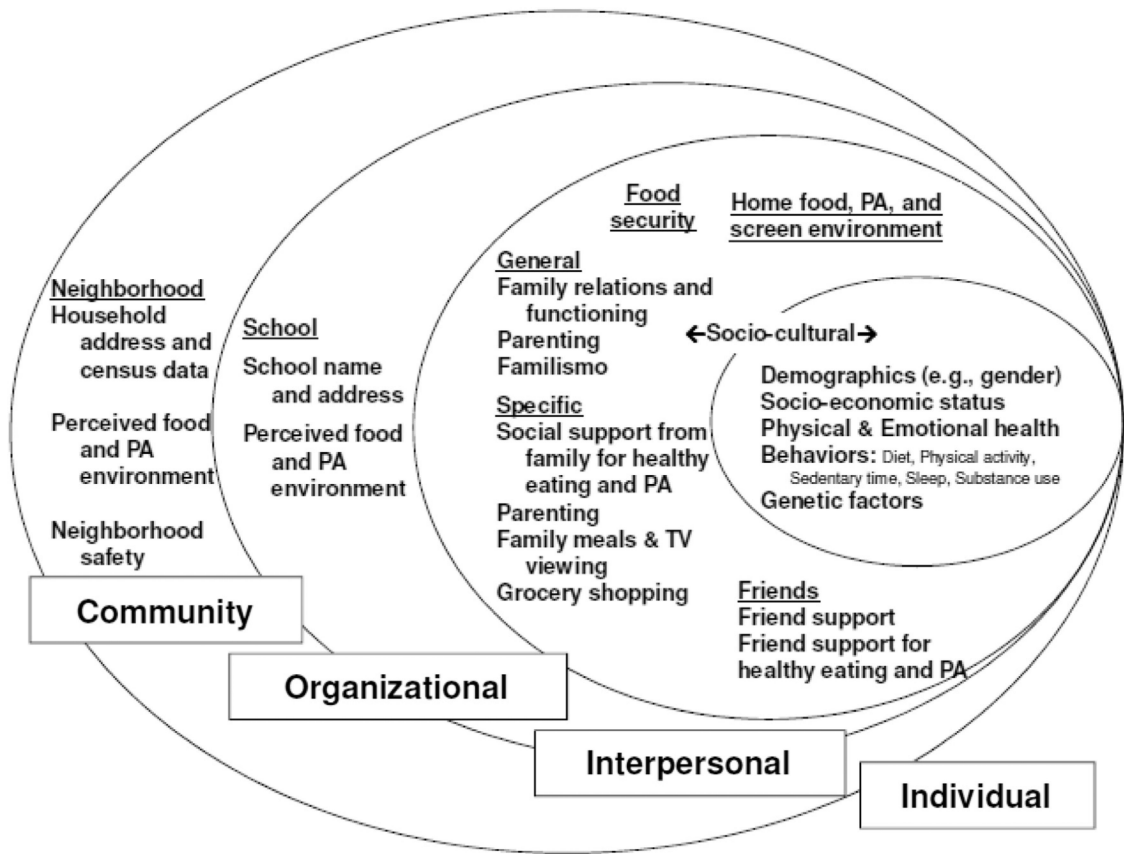 Food
security
Home food, PA, and
screen environment
General
Family relations and
functioning
Parenting
Familismo
Neighborhood
Household
address and
census data
School
School name
and address
←Socio-cultural→
Demographics (e.g., gender)
Socio-economic status
Physical & Emotional health
Behaviors: Diet, Physical activity,
Sedentary time, Sleep, Substance use
Genetic factors
Specific
Social support from
family for healthy
eating and PA
Parenting
Family meals & TV
viewing
Grocery shopping
Perceived food
and PA
environment
Perceived food
and PA
environment
Neighborhood
safety
Friends
Friend support
Friend support for
healthy eating and PA
Community
Organizational
Interpersonal
Individual